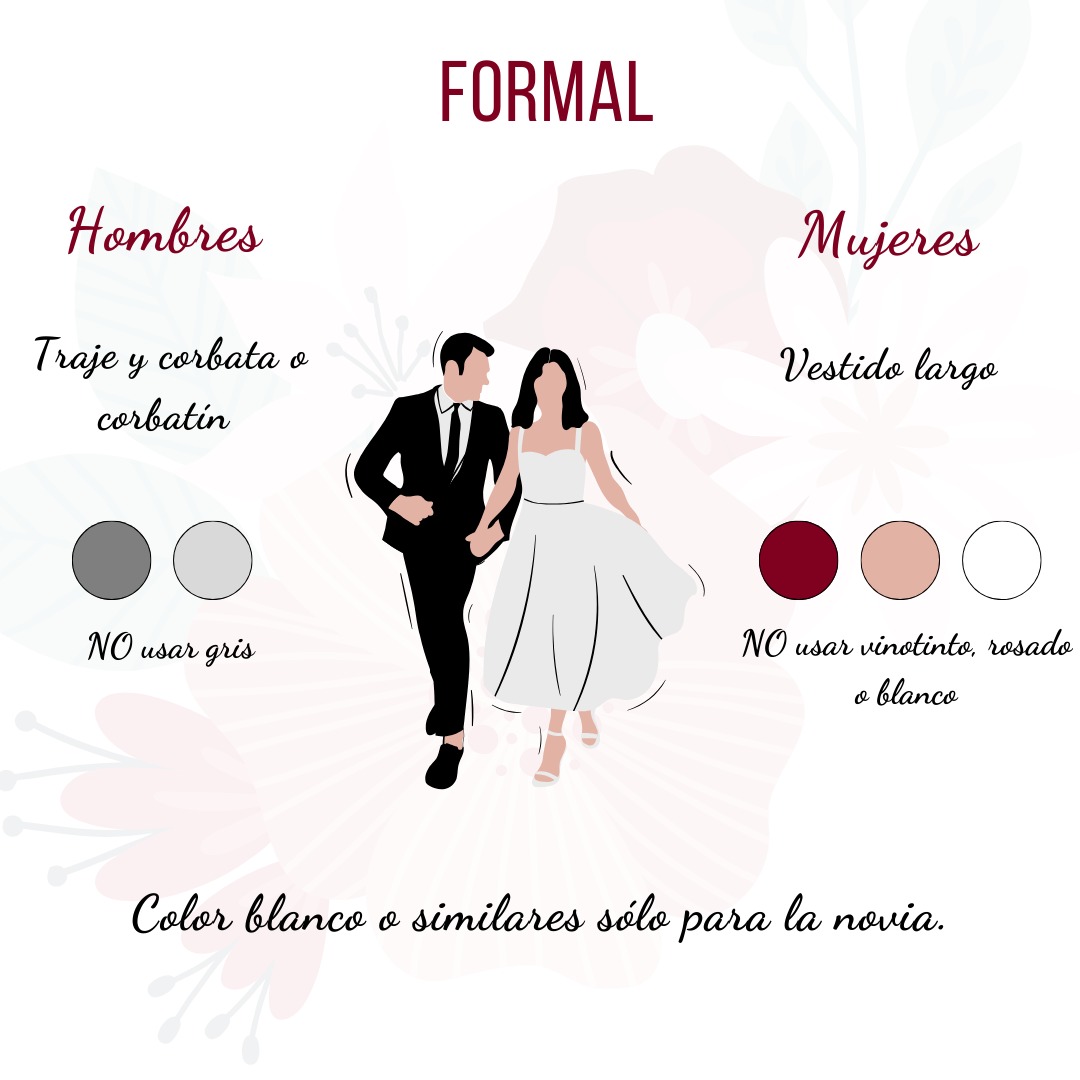 FORMAL
Hombres
Traje y corbata o
corbatín
NO usar gris
Mujeres
Vestido largo
NO usar vinotinto, rosado
o blanco
Color blanco o similares sólo para la novia.